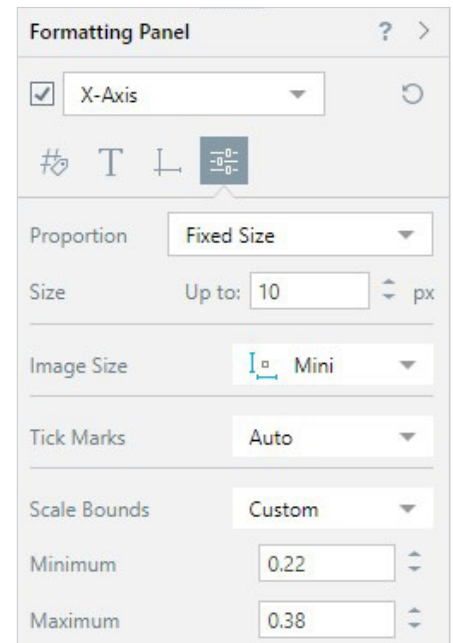 Formatting Panel ? >
X-Axis
T
Proportion Fixed Size
Size Up to: 10 px
Image Size Mini
Tick Marks Auto
Scale Bounds Custom
Minimum 0.22
Maximum 0.38